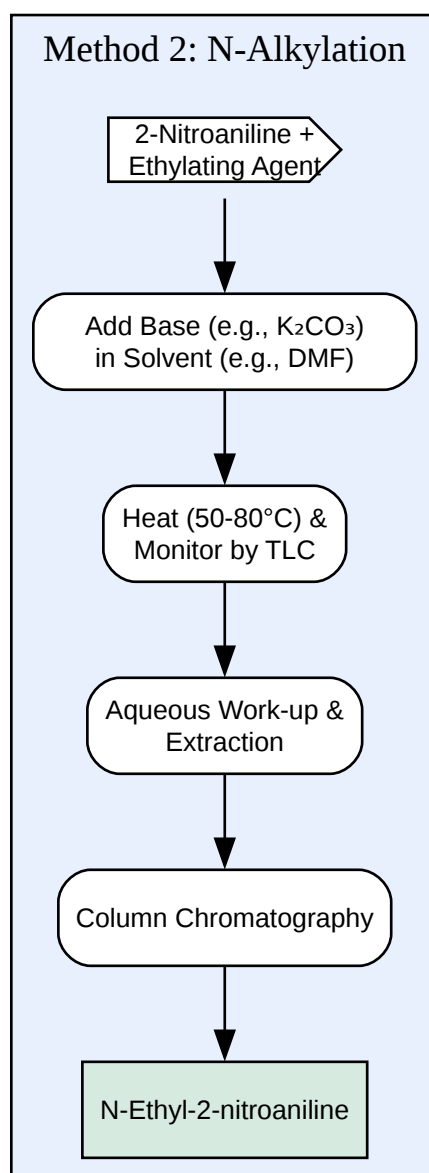 Method 2: N-Alkylation
2-Nitroaniline +
Ethylating Agent
Add Base (e.g., K₂CO₃)
in Solvent (e.g., DMF)
Heat (50-80°C) &
Monitor by TLC
Aqueous Work-up &
Extraction
Column Chromatography
N-Ethyl-2-nitroaniline